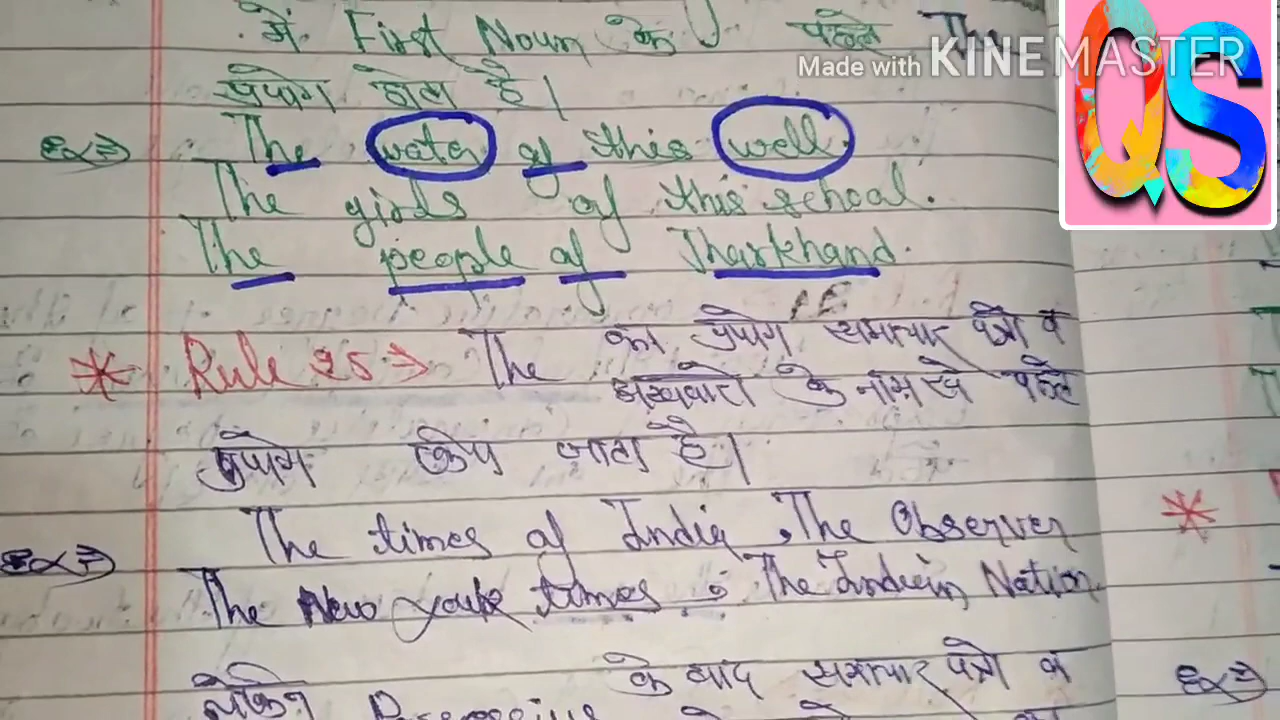 में First Noun के पहले The
प्रयोग होता है।
Ex⇒ The water of this well.
The girls of this school.
The people of Jharkhand.
* Rule 25⇒ The का प्रयोग समाचार पत्रो व
अखबारो के नाम से पहले
प्रयोग किया जाता है।
Ex⇒ The times of India, The Observer
The New York times : The Indian Nation
लेकिन के बाद समाचार पत्रो व
Made with KINEMASTER
QS